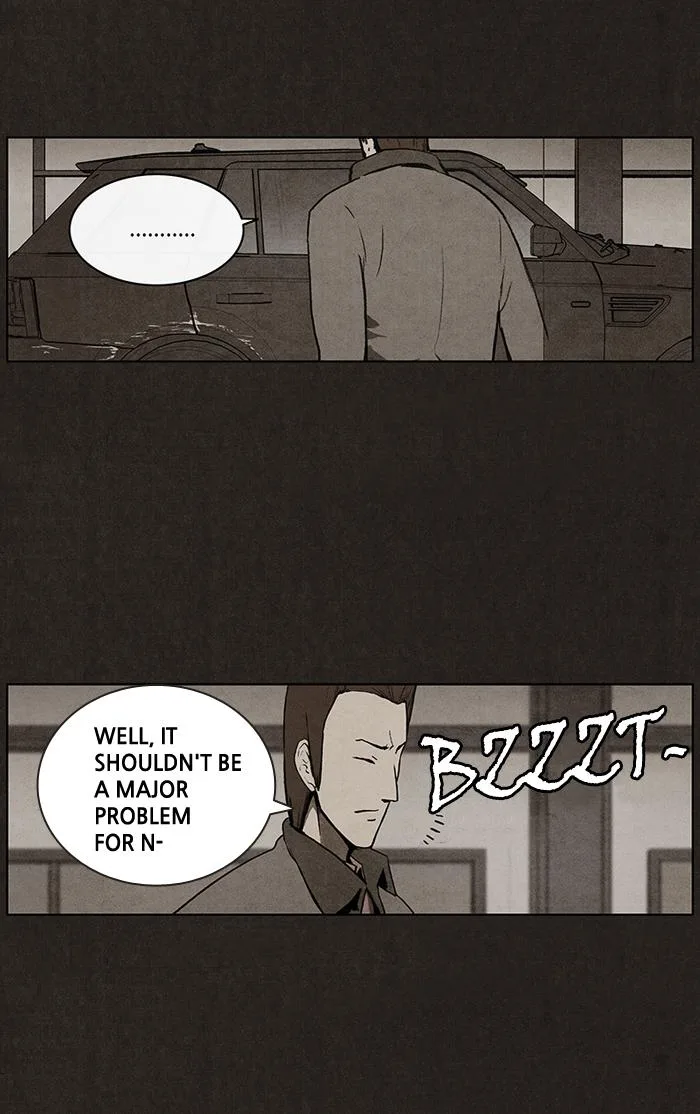 ...........
WELL, IT
SHOULDN'T BE
A MAJOR
PROBLEM
FOR N-
BZZZT~